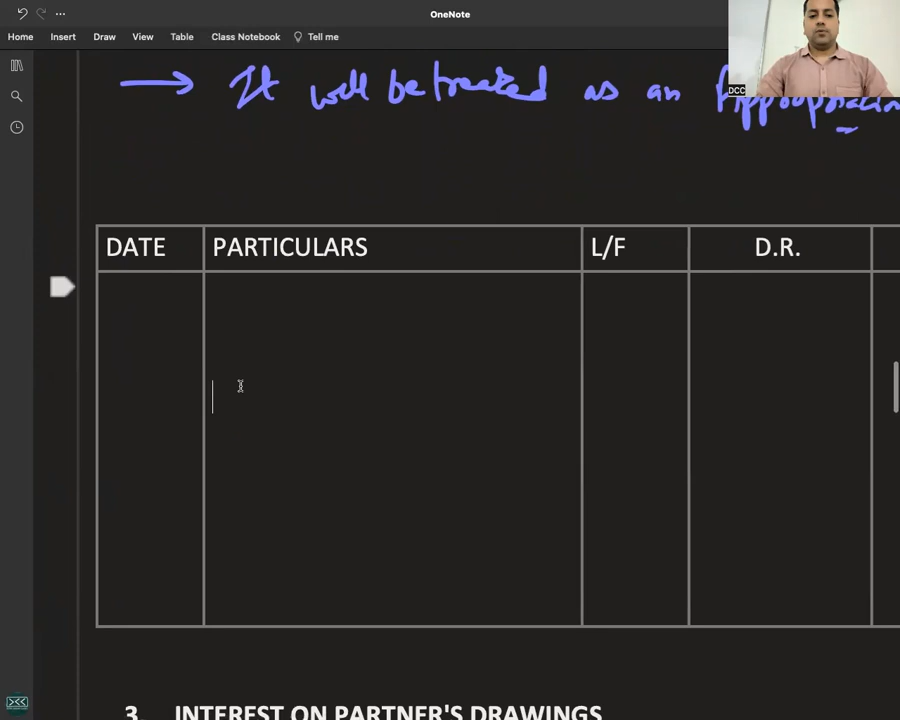 OneNote
Home Insert Draw View Table Class Notebook Tell me
DCC
→ It will be treated as an
DATE PARTICULARS L/F D.R.
3. INTEREST ON PARTNER'S DRAWINGS